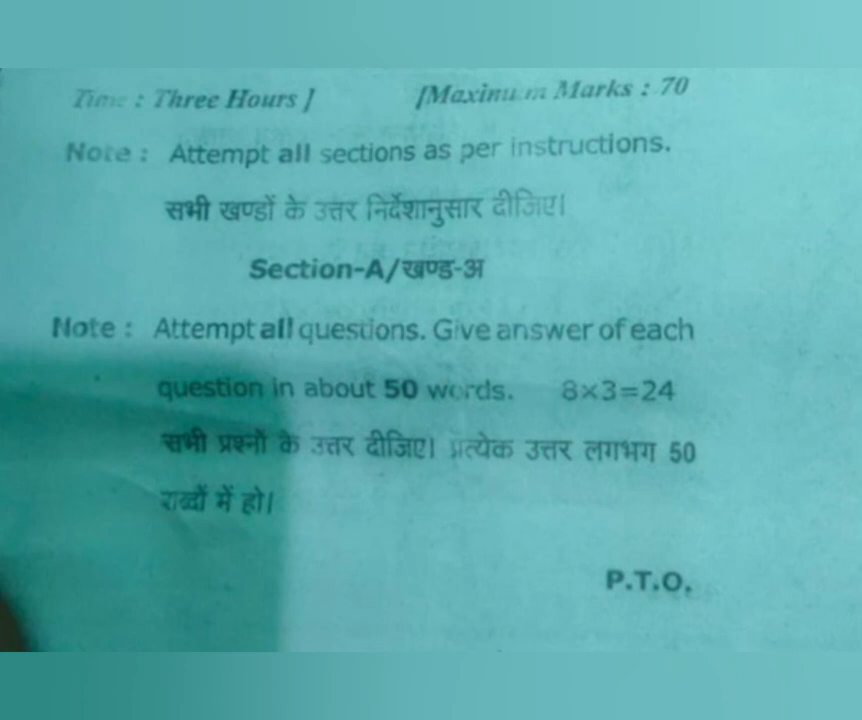 Time : Three Hours ] [Maximum Marks : 70
Note : Attempt all sections as per instructions.
सभी खण्डों के उत्तर निर्देशानुसार दीजिए।
Section-A/खण्ड-अ
Note : Attempt all questions. Give answer of each
question in about 50 words. 8×3=24
सभी प्रश्नों के उत्तर दीजिए। प्रत्येक उत्तर लगभग 50
शब्दों में हो।
P.T.O.